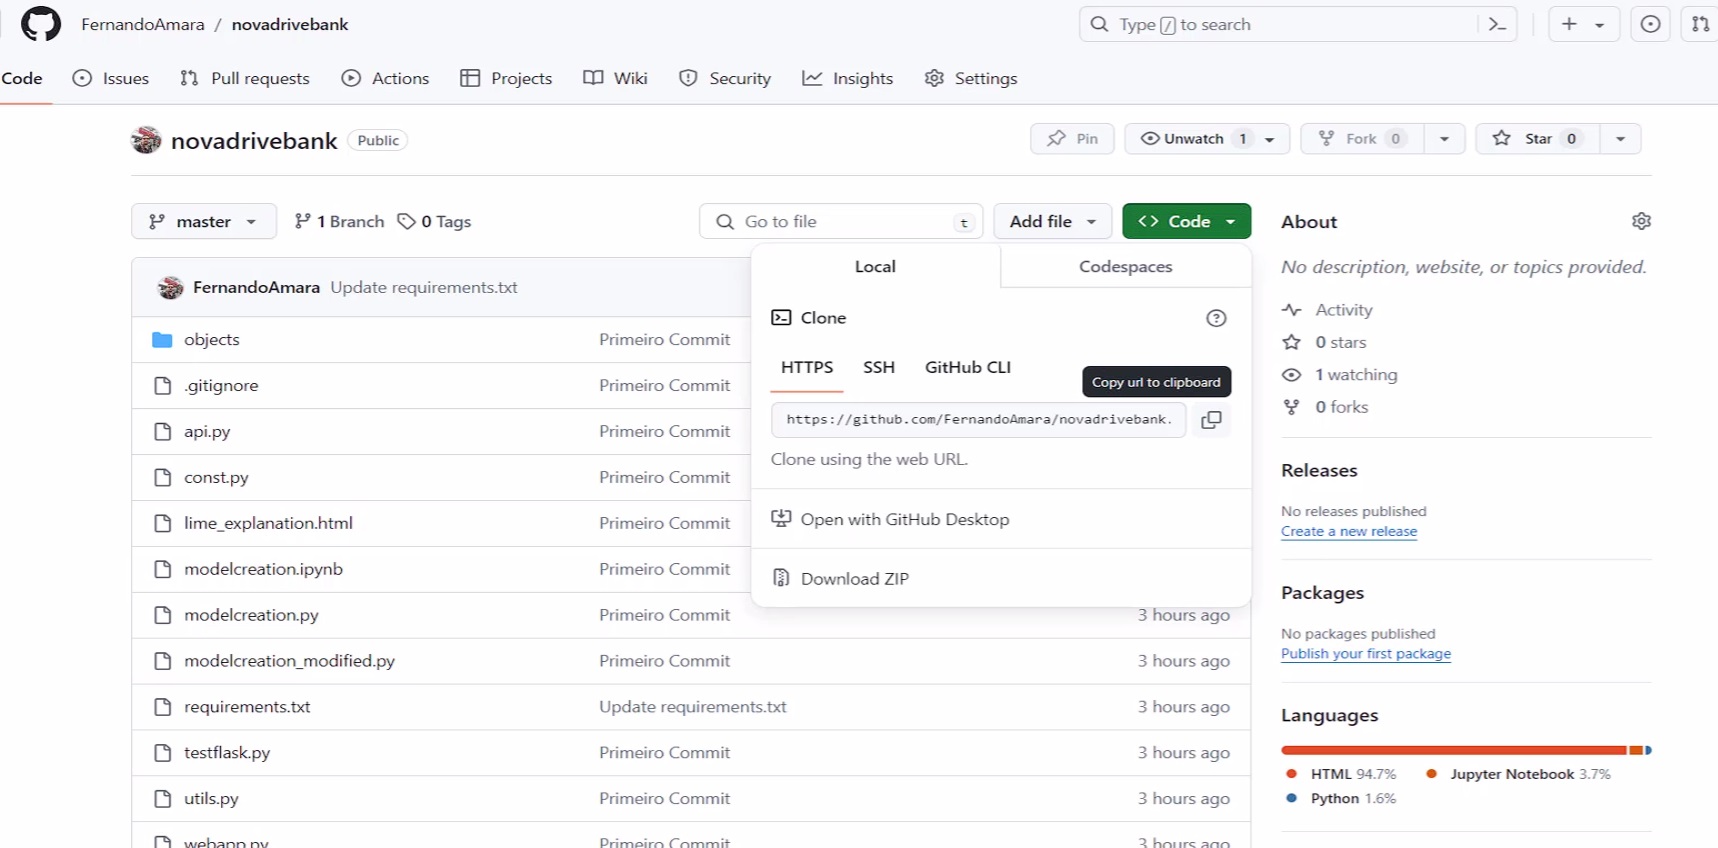 FernandoAmara / novadrivebank
Type / to search
Code Issues Pull requests Actions Projects Wiki Security Insights Settings
novadrivebank Public
Pin Unwatch 1 Fork 0 Star 0
master 1 Branch 0 Tags
Go to file t Add file Code
FernandoAmara Update requirements.txt
objects Primeiro Commit
.gitignore Primeiro Commit
api.py Primeiro Commit
const.py Primeiro Commit
lime_explanation.html Primeiro Commit
modelcreation.ipynb Primeiro Commit
modelcreation.py Primeiro Commit 3 hours ago
modelcreation_modified.py Primeiro Commit 3 hours ago
requirements.txt Update requirements.txt 3 hours ago
testflask.py Primeiro Commit 3 hours ago
utils.py Primeiro Commit 3 hours ago
webapp.py Primeiro Commit 3 hours ago
Local Codespaces
Clone
HTTPS SSH GitHub CLI
Copy url to clipboard
https://github.com/FernandoAmara/novadrivebank.
Clone using the web URL.
Open with GitHub Desktop
Download ZIP
About
No description, website, or topics provided.
Activity
0 stars
1 watching
0 forks
Releases
No releases published
Create a new release
Packages
No packages published
Publish your first package
Languages
HTML 94.7% Jupyter Notebook 3.7%
Python 1.6%